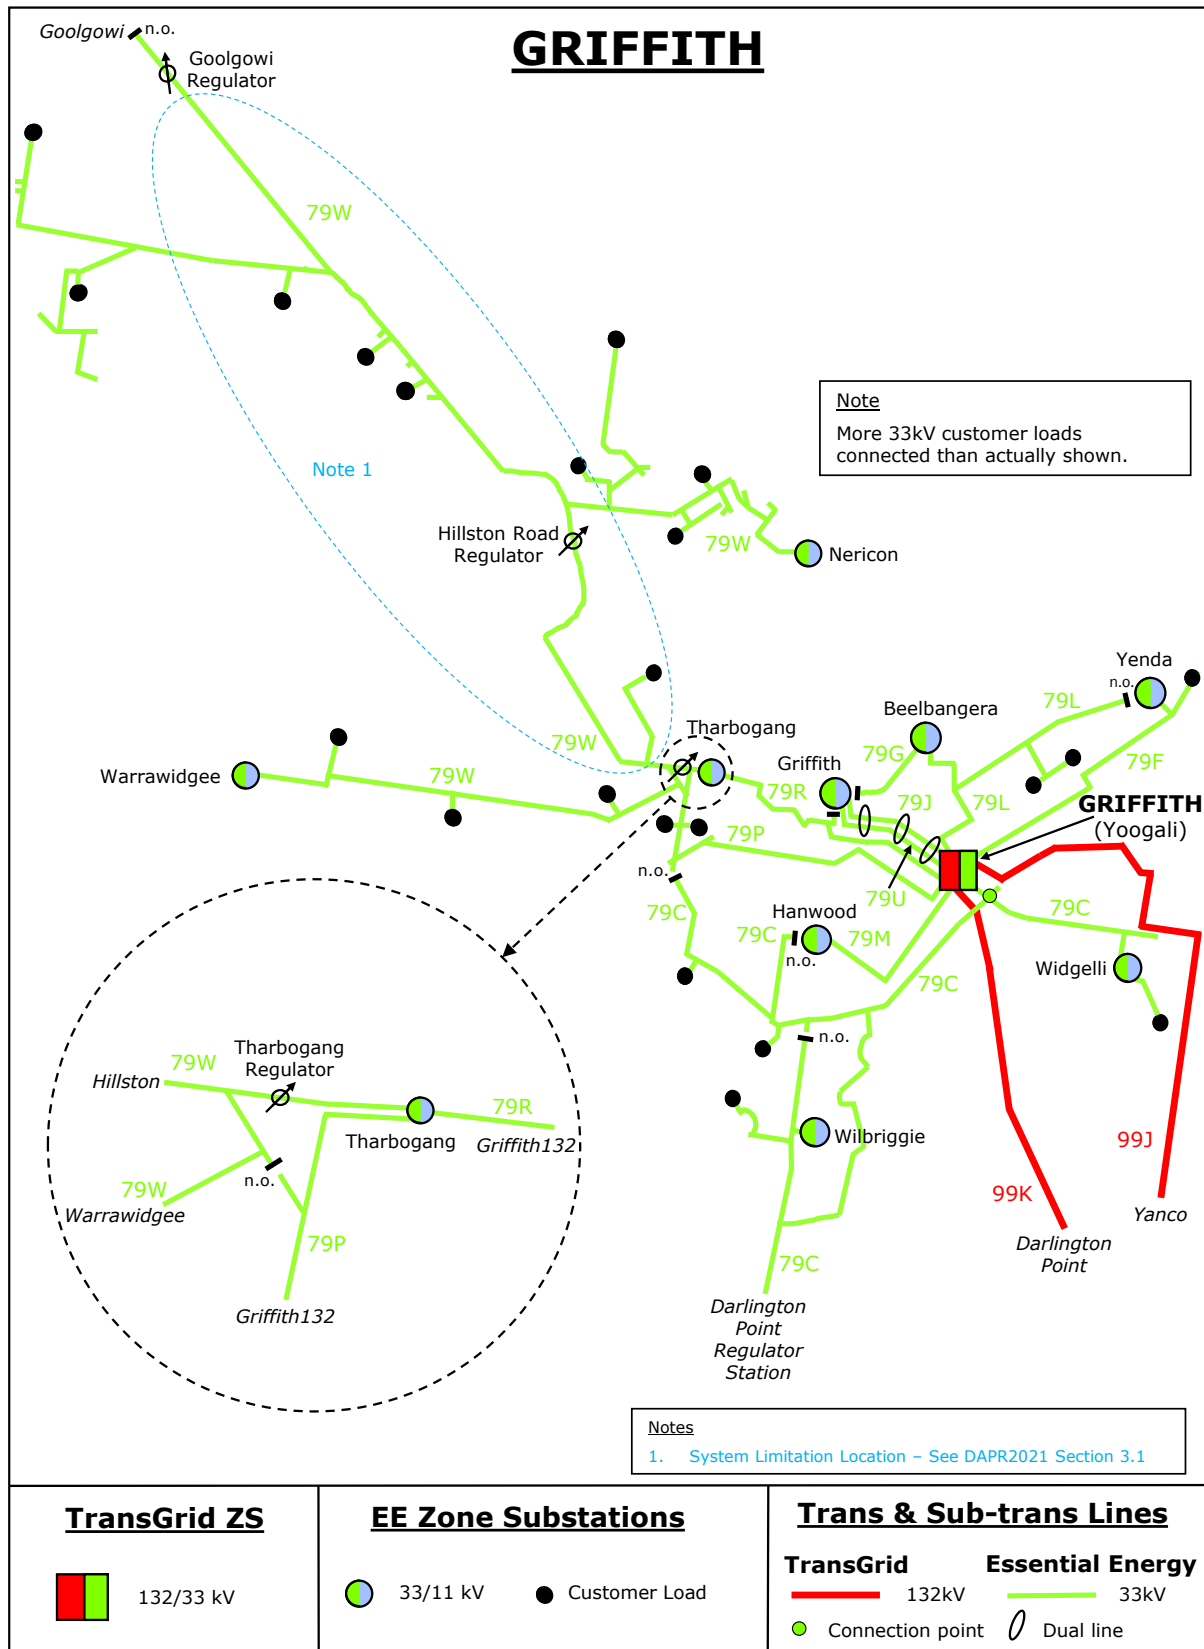 GRIFFITH
Goolgowi
n.o.
Goolgowi
Regulator
79W
Note
More 33kV customer loads
connected than actually shown.
Note 1
Hillston Road
Regulator
79W
Nericon
Yenda
n.o.
79L
Beelbangera
Tharbogang
79W
79G
79F
Griffith
Warrawidgee
79W
79R
79J
79L
GRIFFITH
(Yoogali)
79P
n.o.
79U
79C
Hanwood
79C
79M
n.o.
79C
79C
Widgelli
n.o.
Tharbogang
Regulator
79W
Hillston
79R
Tharbogang
Griffith132
Wilbriggie
99J
n.o.
79W
Warrawidgee
99K
Yanco
79P
Darlington
Point
79C
Griffith132
Darlington
Point
Regulator
Station
Notes
1. System Limitation Location – See DAPR2021 Section 3.1
TransGrid ZS
132/33 kV
EE Zone Substations
33/11 kV
Customer Load
Trans & Sub-trans Lines
TransGrid
Essential Energy
132kV
33kV
Connection point
Dual line